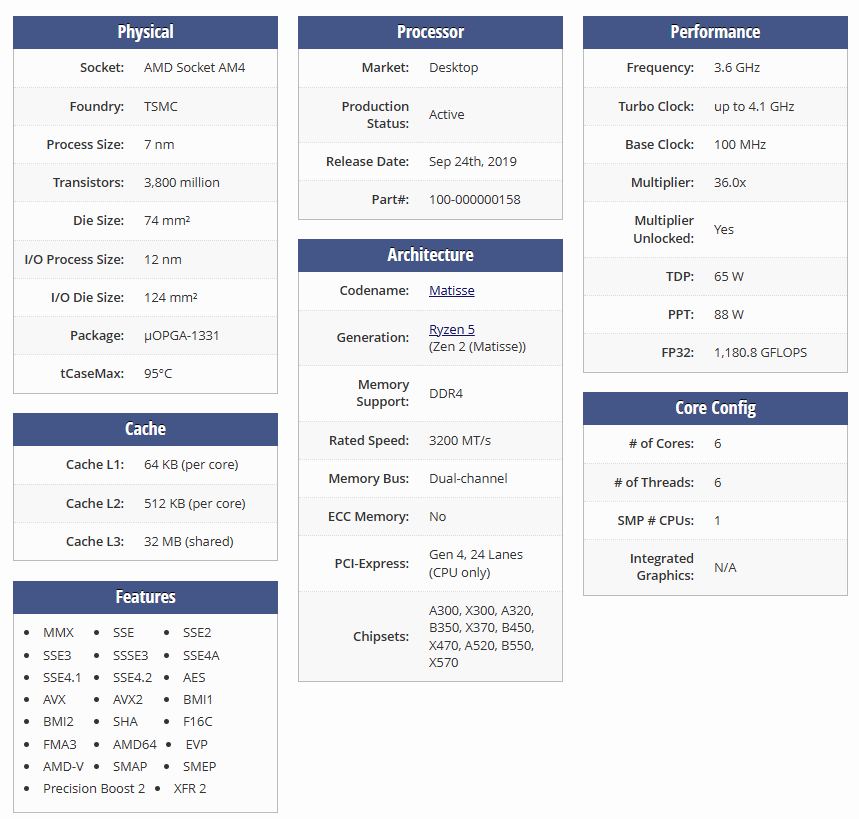 Physical
Socket: AMD Socket AM4
Foundry: TSMC
Process Size: 7 nm
Transistors: 3,800 million
Die Size: 74 mm²
I/O Process Size: 12 nm
I/O Die Size: 124 mm²
Package: µOPGA-1331
tCaseMax: 95°C
Cache
Cache L1: 64 KB (per core)
Cache L2: 512 KB (per core)
Cache L3: 32 MB (shared)
Features
• MMX • SSE • SSE2
• SSE3 • SSSE3 • SSE4A
• SSE4.1 • SSE4.2 • AES
• AVX • AVX2 • BMI1
• BMI2 • SHA • F16C
• FMA3 • AMD64 • EVP
• AMD-V • SMAP • SMEP
• Precision Boost 2 • XFR 2
Processor
Market: Desktop
Production
Status: Active
Release Date: Sep 24th, 2019
Part#: 100-000000158
Architecture
Codename: Matisse
Generation: Ryzen 5
(Zen 2 (Matisse))
Memory
Support: DDR4
Rated Speed: 3200 MT/s
Memory Bus: Dual-channel
ECC Memory: No
PCI-Express: Gen 4, 24 Lanes
(CPU only)
Chipsets: A300, X300, A320,
B350, X370, B450,
X470, A520, B550,
X570
Performance
Frequency: 3.6 GHz
Turbo Clock: up to 4.1 GHz
Base Clock: 100 MHz
Multiplier: 36.0x
Multiplier
Unlocked: Yes
TDP: 65 W
PPT: 88 W
FP32: 1,180.8 GFLOPS
Core Config
# of Cores: 6
# of Threads: 6
SMP # CPUs: 1
Integrated
Graphics: N/A